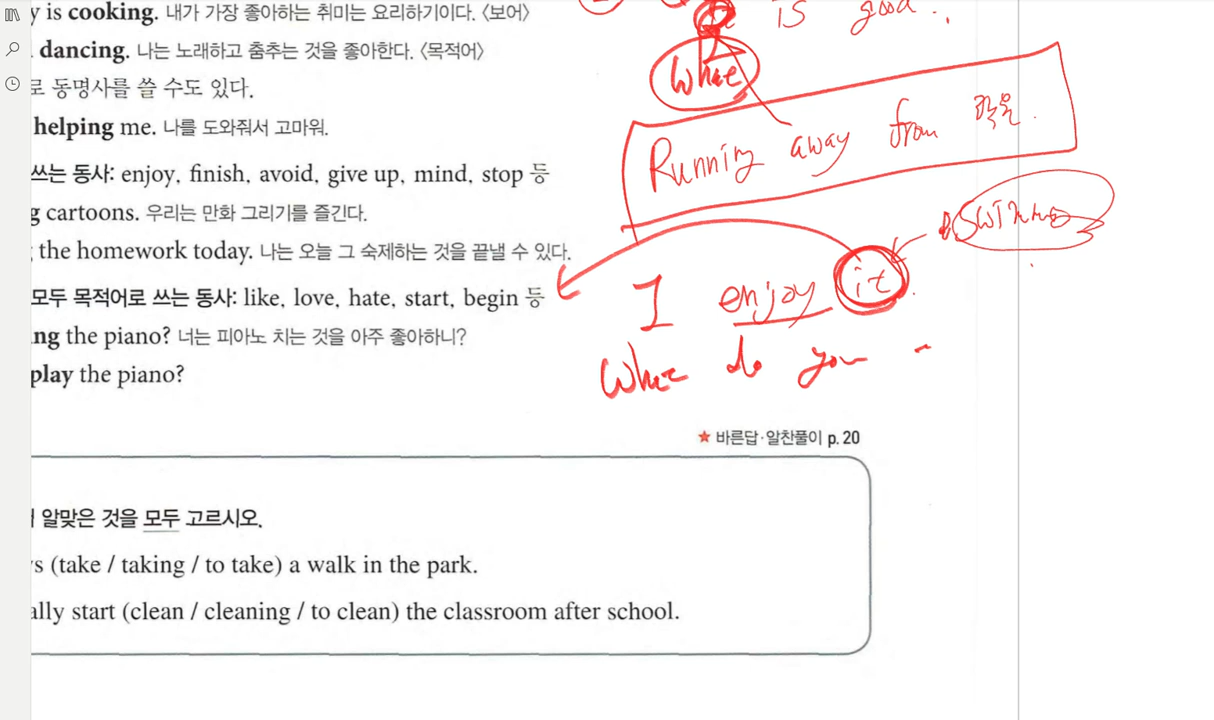 y is cooking. 내가 가장 좋아하는 취미는 요리하기이다. 〈보어〉
dancing. 나는 노래하고 춤추는 것을 좋아한다. 〈목적어〉
로 동명사를 쓸 수도 있다.
helping me. 나를 도와줘서 고마워.
쓰는 동사: enjoy, finish, avoid, give up, mind, stop 등
g cartoons. 우리는 만화 그리기를 즐긴다.
the homework today. 나는 오늘 그 숙제하는 것을 끝낼 수 있다.
모두 목적어로 쓰는 동사: like, love, hate, start, begin 등
ng the piano? 너는 피아노 치는 것을 아주 좋아하니?
play the piano?
is good.
What
Running away from
I enjoy it
What do you
★ 바른답·알찬풀이 p. 20
알맞은 것을 모두 고르시오.
s (take / taking / to take) a walk in the park.
ally start (clean / cleaning / to clean) the classroom after school.